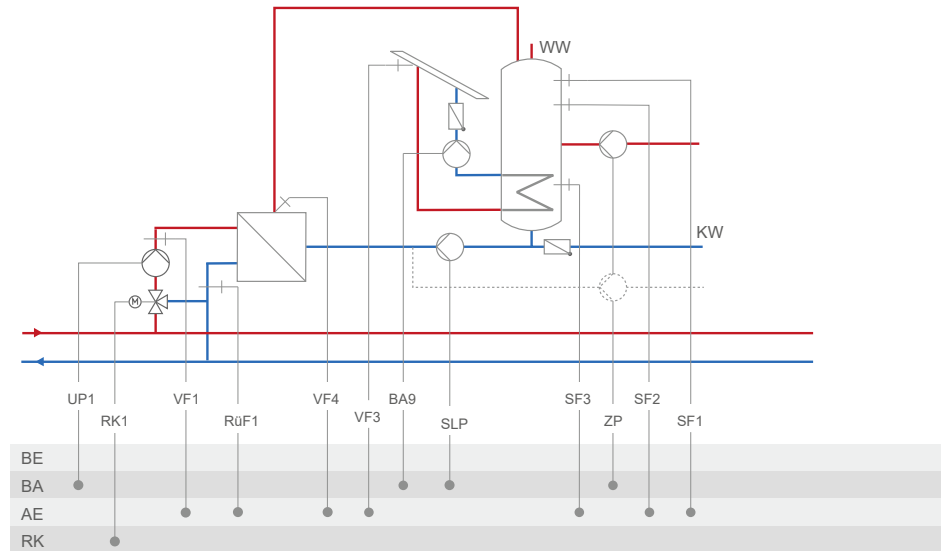 WW
KW
M
UP1 VF1 VF4 BA9 SF3 SF2
RK1 RüF1 VF3 SLP ZP SF1
BE
BA
AE
RK